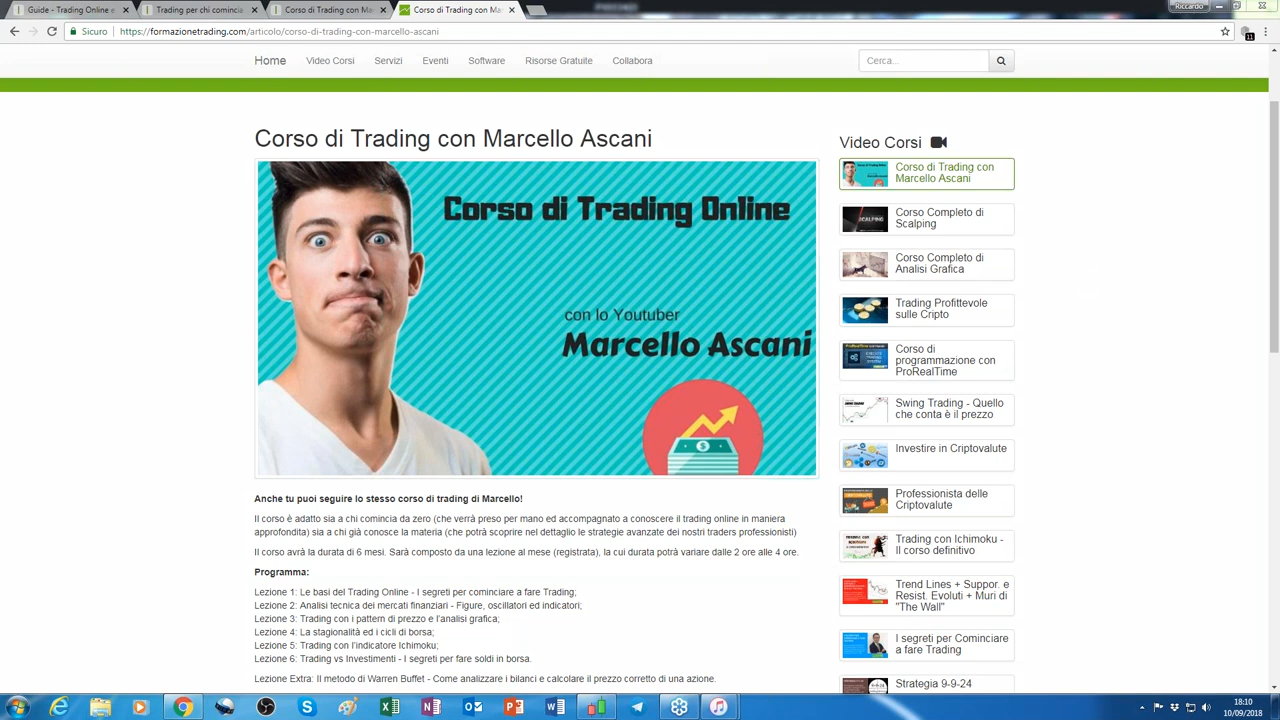 Guide - Trading Online e
Trading per chi comincia
Corso di Trading con Ma
Corso di Trading con Ma
Riccardo
Sicuro
https://formazionetrading.com/articolo/corso-di-trading-con-marcello-ascani
11
Home
Video Corsi
Servizi
Eventi
Software
Risorse Gratuite
Collabora
Cerca...
Corso di Trading con Marcello Ascani
Corso di Trading Online
con lo Youtuber
Marcello Ascani
Anche tu puoi seguire lo stesso corso di trading di Marcello!
Il corso è adatto sia a chi comincia da zero (che verrà preso per mano ed accompagnato a conoscere il trading online in maniera
approfondita) sia a chi già conosce la materia (che potrà scoprire nel dettaglio le strategie avanzate dei nostri traders professionisti)
Il corso avrà la durata di 6 mesi. Sarà composto da una lezione al mese (registrata), la cui durata potrà variare dalle 2 ore alle 4 ore.
Programma:
Lezione 1: Le basi del Trading Online - I segreti per cominciare a fare Trading;
Lezione 2: Analisi tecnica dei mercati finanziari - Figure, oscillatori ed indicatori;
Lezione 3: Trading con i pattern di prezzo e l'analisi grafica;
Lezione 4: La stagionalità ed i cicli di borsa;
Lezione 5: Trading con l'indicatore Ichimoku;
Lezione 6: Trading vs Investimenti - I segreti per fare soldi in borsa.
Lezione Extra: Il metodo di Warren Buffet - Come analizzare i bilanci e calcolare il prezzo corretto di una azione.
Video Corsi
Corso di Trading con
Marcello Ascani
Corso Completo di
Scalping
SCALPING
Corso Completo di
Analisi Grafica
Trading Profittevole
sulle Cripto
Corso di
programmazione con
ProRealTime
Swing Trading - Quello
che conta è il prezzo
Investire in Criptovalute
Professionista delle
Criptovalute
Trading con Ichimoku -
Il corso definitivo
Trend Lines + Suppor. e
Resist. Evoluti + Muri di
"The Wall"
I segreti per Cominciare
a fare Trading
Strategia 9-9-24
18:10
10/09/2018